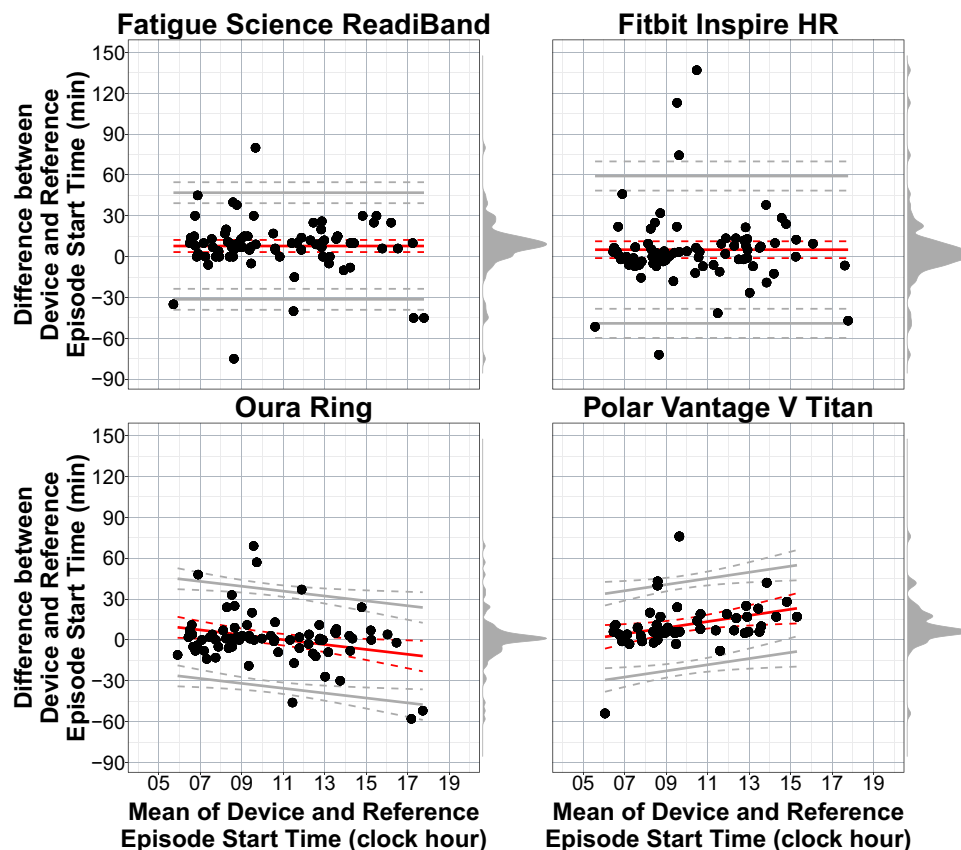 Fatigue Science ReadiBand
Fitbit Inspire HR
Difference between
Device and Reference
Episode Start Time (min)
150
120
90
60
30
0
−30
−60
−90
Oura Ring
Polar Vantage V Titan
Difference between
Device and Reference
Episode Start Time (min)
150
120
90
60
30
0
−30
−60
−90
05 07 09 11 13 15 17 19
05 07 09 11 13 15 17 19
Mean of Device and Reference
Episode Start Time (clock hour)
Mean of Device and Reference
Episode Start Time (clock hour)